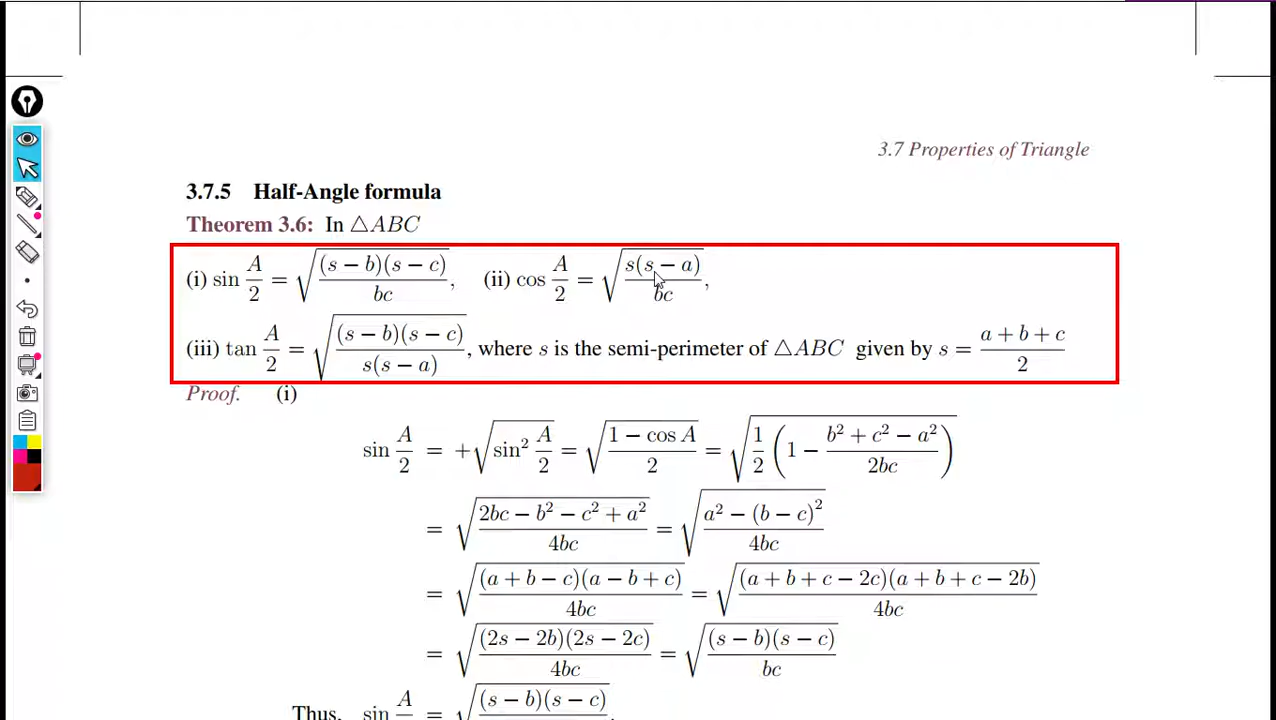 3.7 Properties of Triangle
3.7.5 Half-Angle formula
Theorem 3.6: In △ABC
(i) sin A/2 = √((s − b)(s − c)/bc), (ii) cos A/2 = √(s(s − a)/bc),
(iii) tan A/2 = √((s − b)(s − c)/s(s − a)), where s is the semi-perimeter of △ABC given by s = (a + b + c)/2
Proof. (i)
sin A/2 = +√(sin² A/2) = √((1 − cos A)/2) = √(1/2 (1 − (b² + c² − a²)/2bc))
= √((2bc − b² − c² + a²)/4bc) = √((a² − (b − c)²)/4bc)
= √((a + b − c)(a − b + c)/4bc) = √((a + b + c − 2c)(a + b + c − 2b)/4bc)
= √((2s − 2b)(2s − 2c)/4bc) = √((s − b)(s − c)/bc)
Thus, sin A = √(s − b)(s − c)